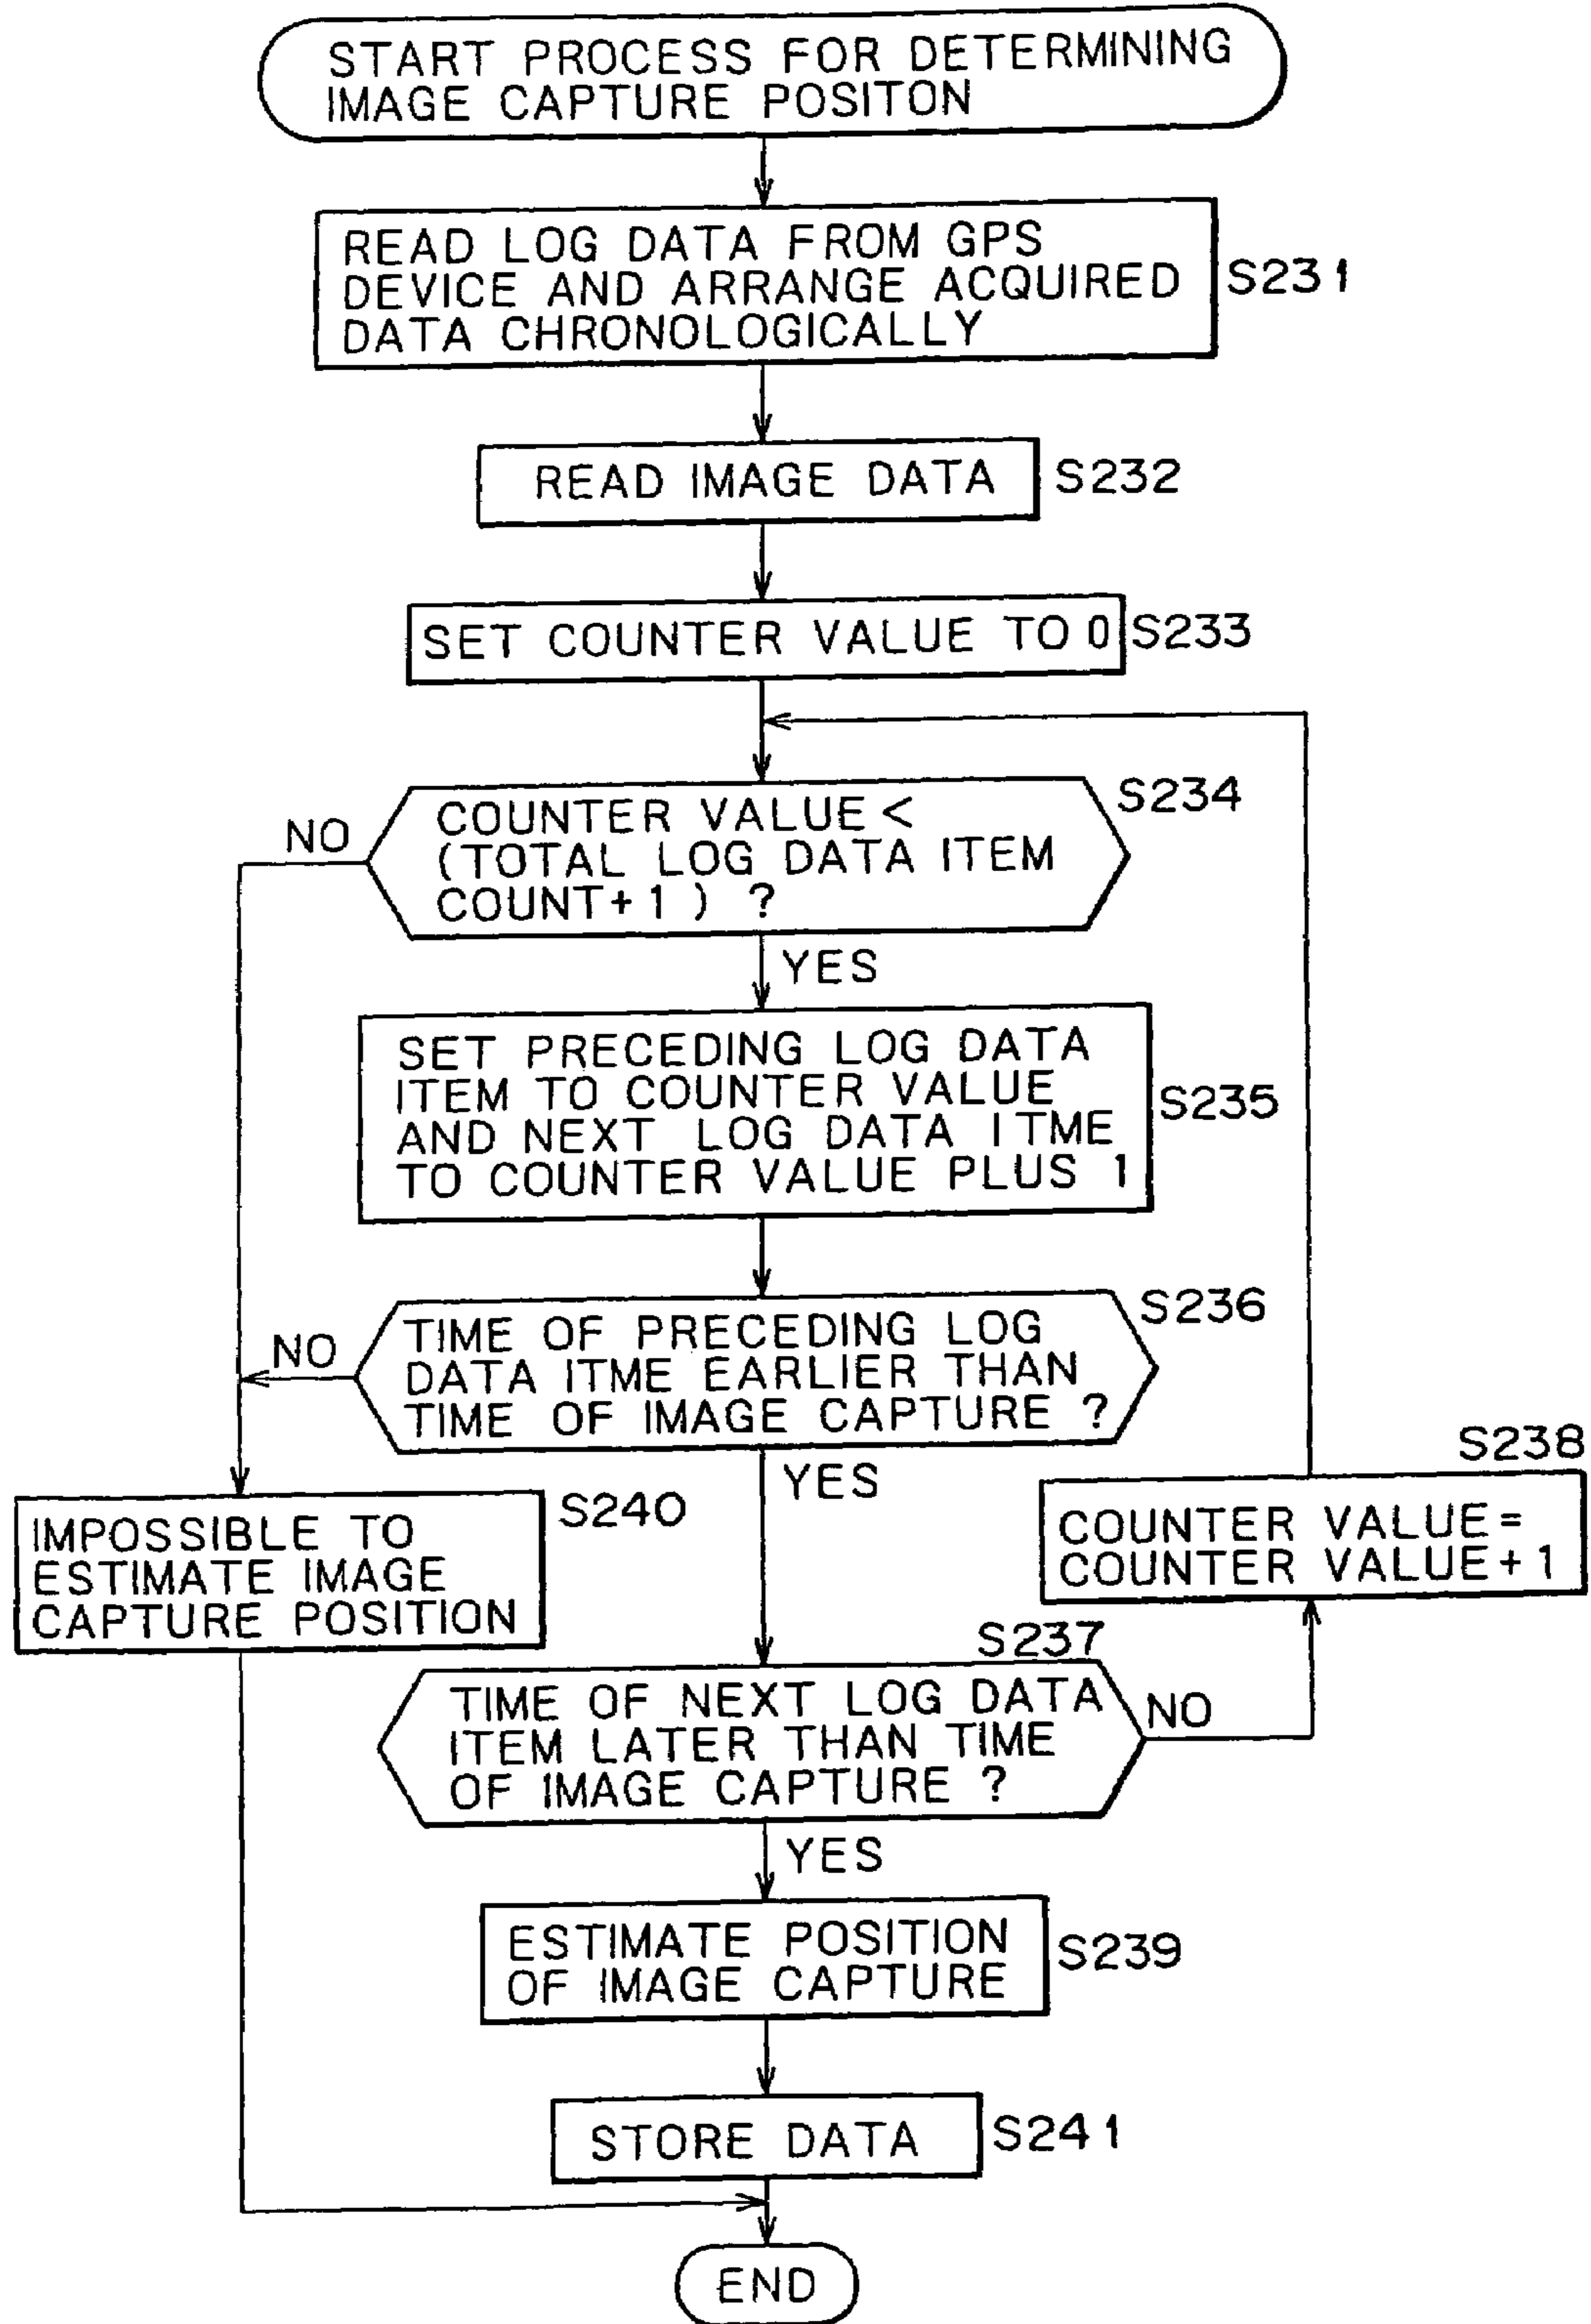 START PROCESS FOR DETERMINING
IMAGE CAPTURE POSITON
READ LOG DATA FROM GPS
DEVICE AND ARRANGE ACQUIRED
DATA CHRONOLOGICALLY
S231
READ IMAGE DATA
S232
SET COUNTER VALUE TO 0
S233
COUNTER VALUE <
(TOTAL LOG DATA ITEM
COUNT+1) ?
S234
NO
YES
SET PRECEDING LOG DATA
ITEM TO COUNTER VALUE
AND NEXT LOG DATA ITME
TO COUNTER VALUE PLUS 1
S235
TIME OF PRECEDING LOG
DATA ITME EARLIER THAN
TIME OF IMAGE CAPTURE ?
S236
NO
YES
S238
COUNTER VALUE=
COUNTER VALUE+1
IMPOSSIBLE TO
ESTIMATE IMAGE
CAPTURE POSITION
S240
S237
TIME OF NEXT LOG DATA
ITEM LATER THAN TIME
OF IMAGE CAPTURE ?
NO
YES
ESTIMATE POSITION
OF IMAGE CAPTURE
S239
STORE DATA
S241
END